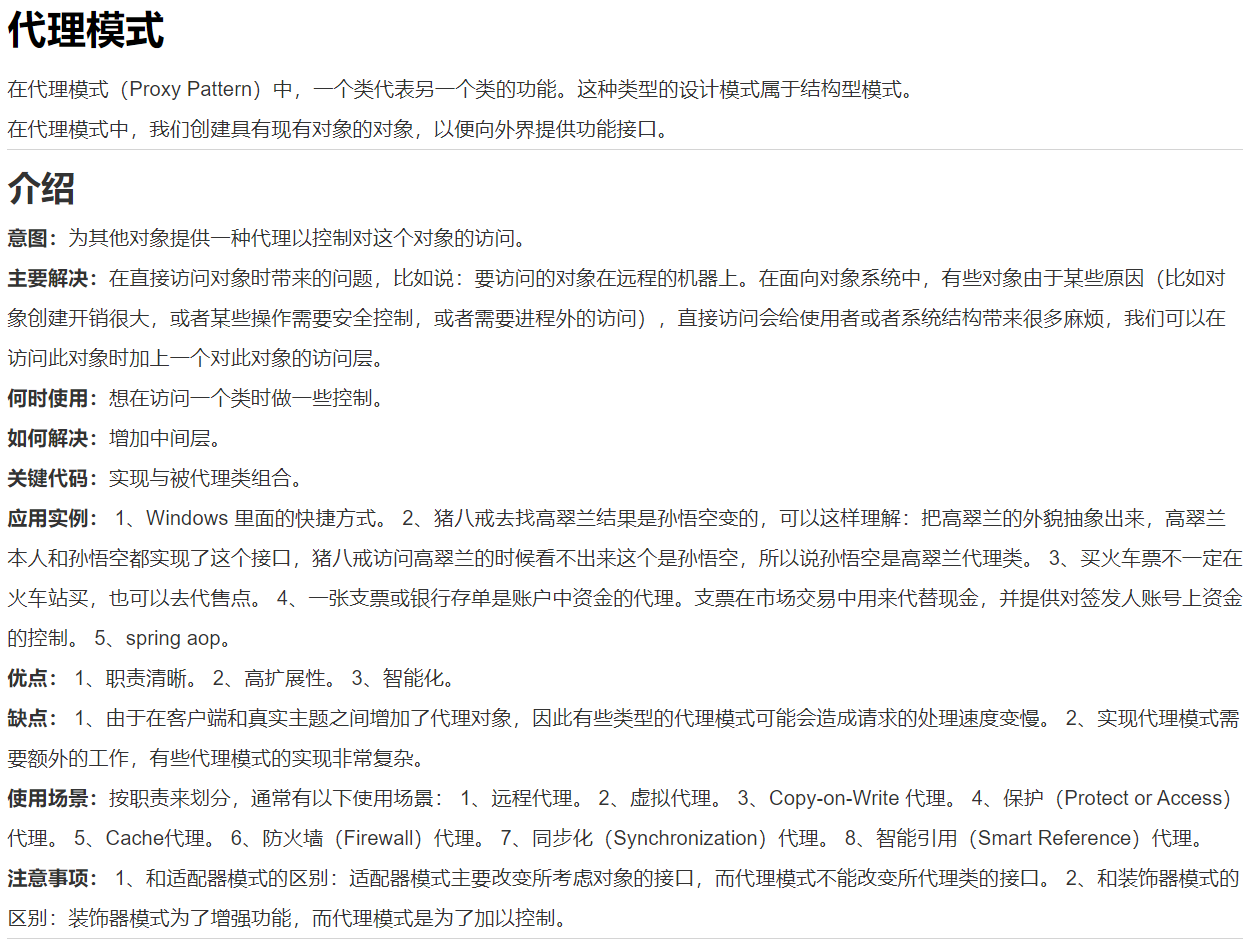 代理模式
在代理模式（Proxy Pattern）中，一个类代表另一个类的功能。这种类型的设计模式属于结构型模式。
在代理模式中，我们创建具有现有对象的对象，以便向外界提供功能接口。
介绍
意图：为其他对象提供一种代理以控制对这个对象的访问。
主要解决：在直接访问对象时带来的问题，比如说：要访问的对象在远程的机器上。在面向对象系统中，有些对象由于某些原因（比如对
象创建开销很大，或者某些操作需要安全控制，或者需要进程外的访问），直接访问会给使用者或者系统结构带来很多麻烦，我们可以在
访问此对象时加上一个对此对象的访问层。
何时使用：想在访问一个类时做一些控制。
如何解决：增加中间层。
关键代码：实现与被代理类组合。
应用实例： 1、Windows 里面的快捷方式。 2、猪八戒去找高翠兰结果是孙悟空变的，可以这样理解：把高翠兰的外貌抽象出来，高翠兰
本人和孙悟空都实现了这个接口，猪八戒访问高翠兰的时候看不出来这个是孙悟空，所以说孙悟空是高翠兰代理类。 3、买火车票不一定在
火车站买，也可以去代售点。 4、一张支票或银行存单是账户中资金的代理。支票在市场交易中用来代替现金，并提供对签发人账号上资金
的控制。 5、spring aop。
优点： 1、职责清晰。 2、高扩展性。 3、智能化。
缺点： 1、由于在客户端和真实主题之间增加了代理对象，因此有些类型的代理模式可能会造成请求的处理速度变慢。 2、实现代理模式需
要额外的工作，有些代理模式的实现非常复杂。
使用场景：按职责来划分，通常有以下使用场景： 1、远程代理。 2、虚拟代理。 3、Copy-on-Write 代理。 4、保护（Protect or Access）
代理。 5、Cache代理。 6、防火墙（Firewall）代理。 7、同步化（Synchronization）代理。 8、智能引用（Smart Reference）代理。
注意事项： 1、和适配器模式的区别：适配器模式主要改变所考虑对象的接口，而代理模式不能改变所代理类的接口。 2、和装饰器模式的
区别：装饰器模式为了增强功能，而代理模式是为了加以控制。